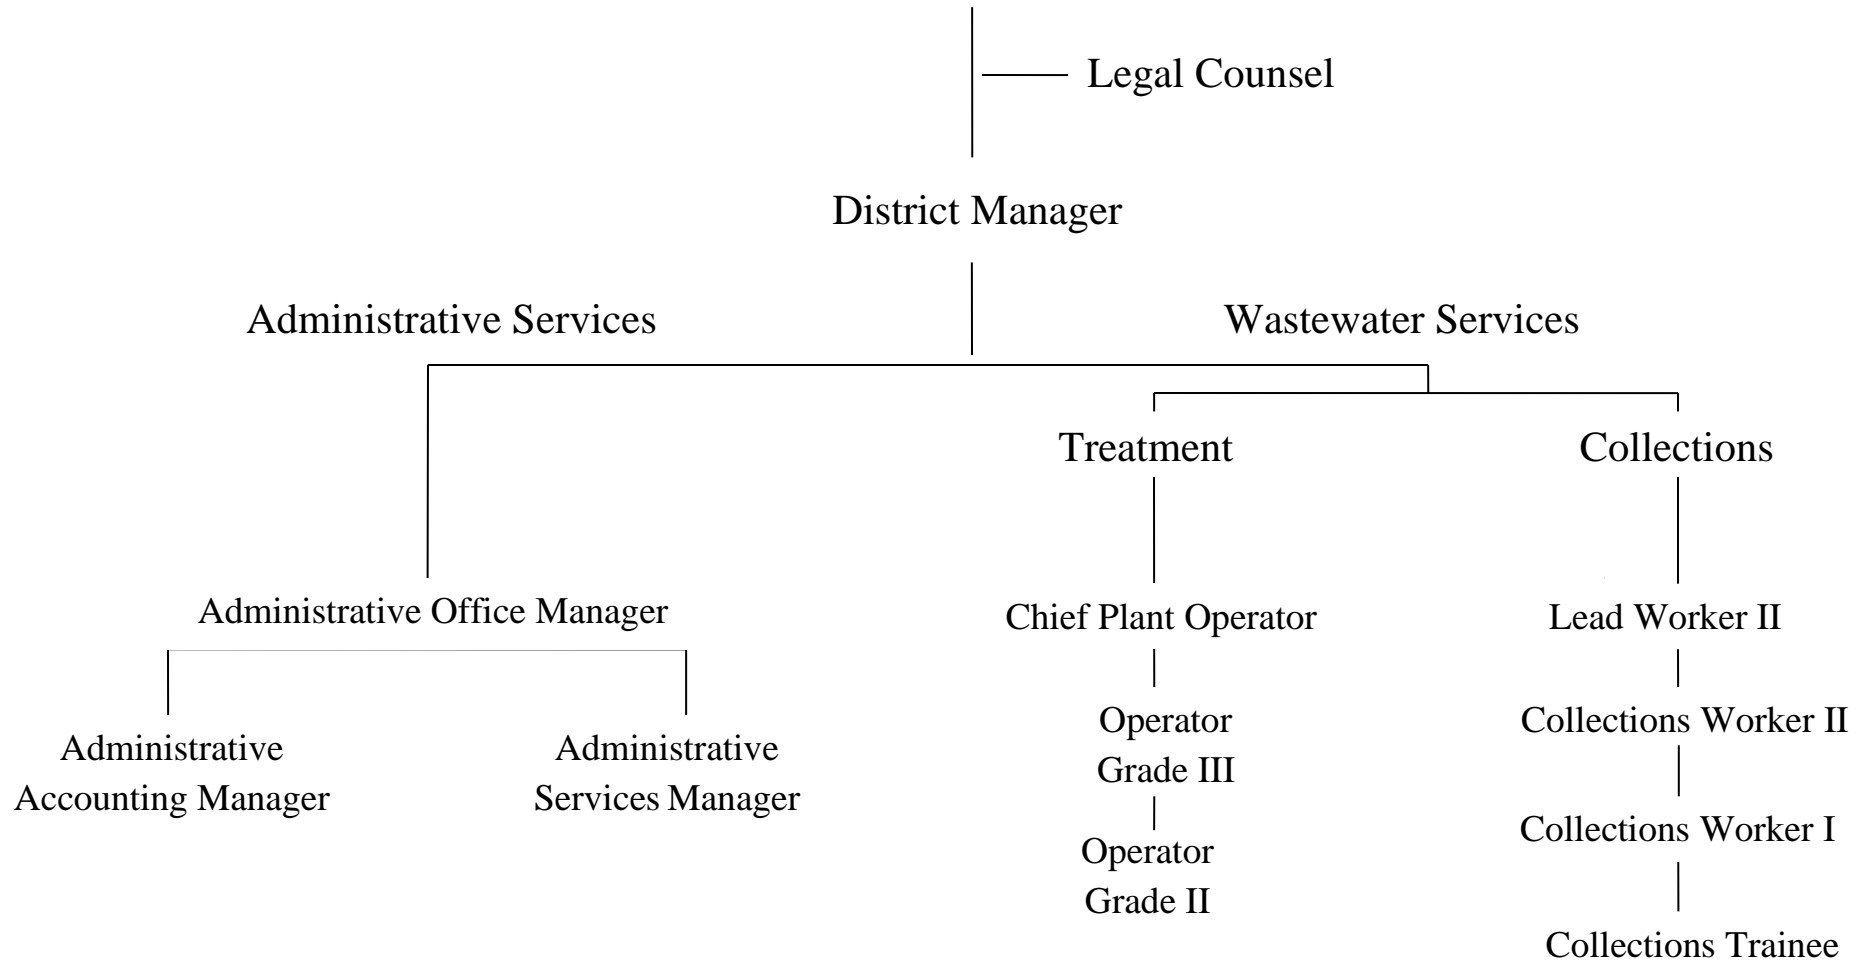 Legal Counsel
District Manager
Administrative Services
Wastewater Services
Treatment
Collections
Administrative Office Manager
Chief Plant Operator
Lead Worker II
Administrative
Accounting Manager
Administrative
Services Manager
Operator
Grade III
Collections Worker II
Operator
Grade II
Collections Worker I
Collections Trainee